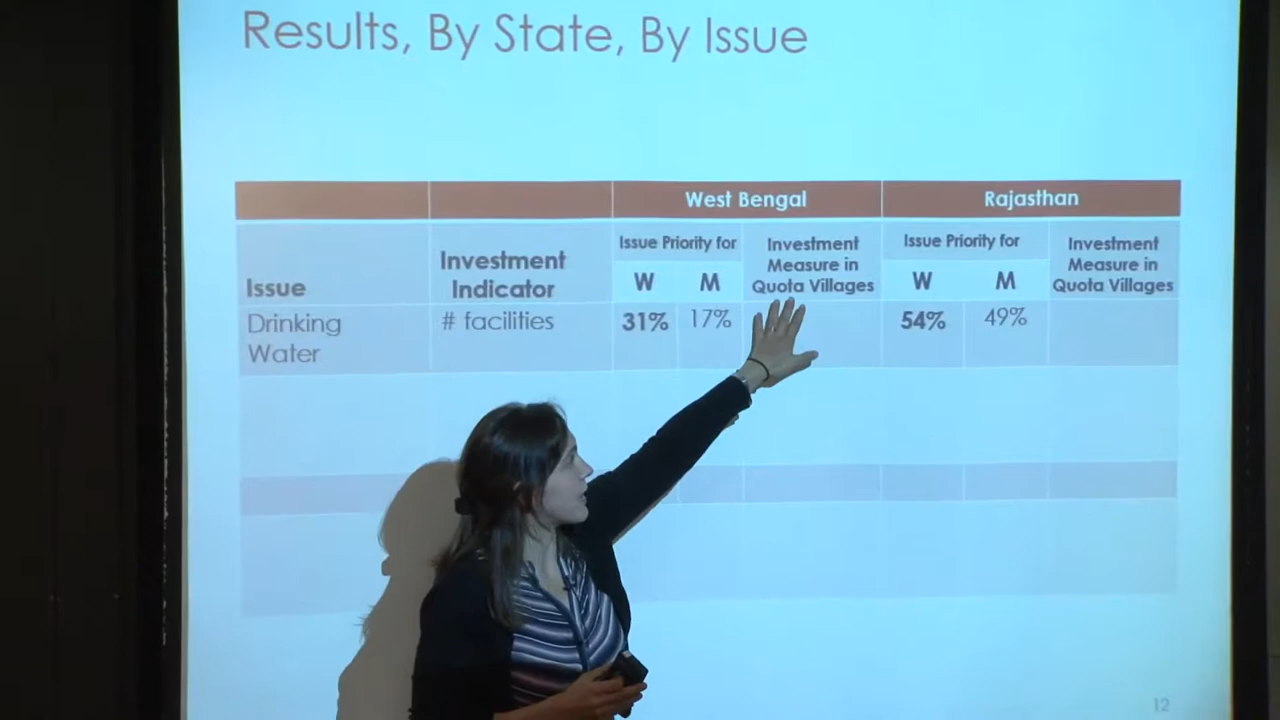 Results, By State, By Issue
West Bengal
Rajasthan
Issue
Investment
Indicator
Issue Priority for
W
M
Investment
Measure in
Quota Villages
Issue Priority for
W
M
Investment
Measure in
Quota Villages
Drinking
Water
# facilities
31%
17%
54%
49%
12